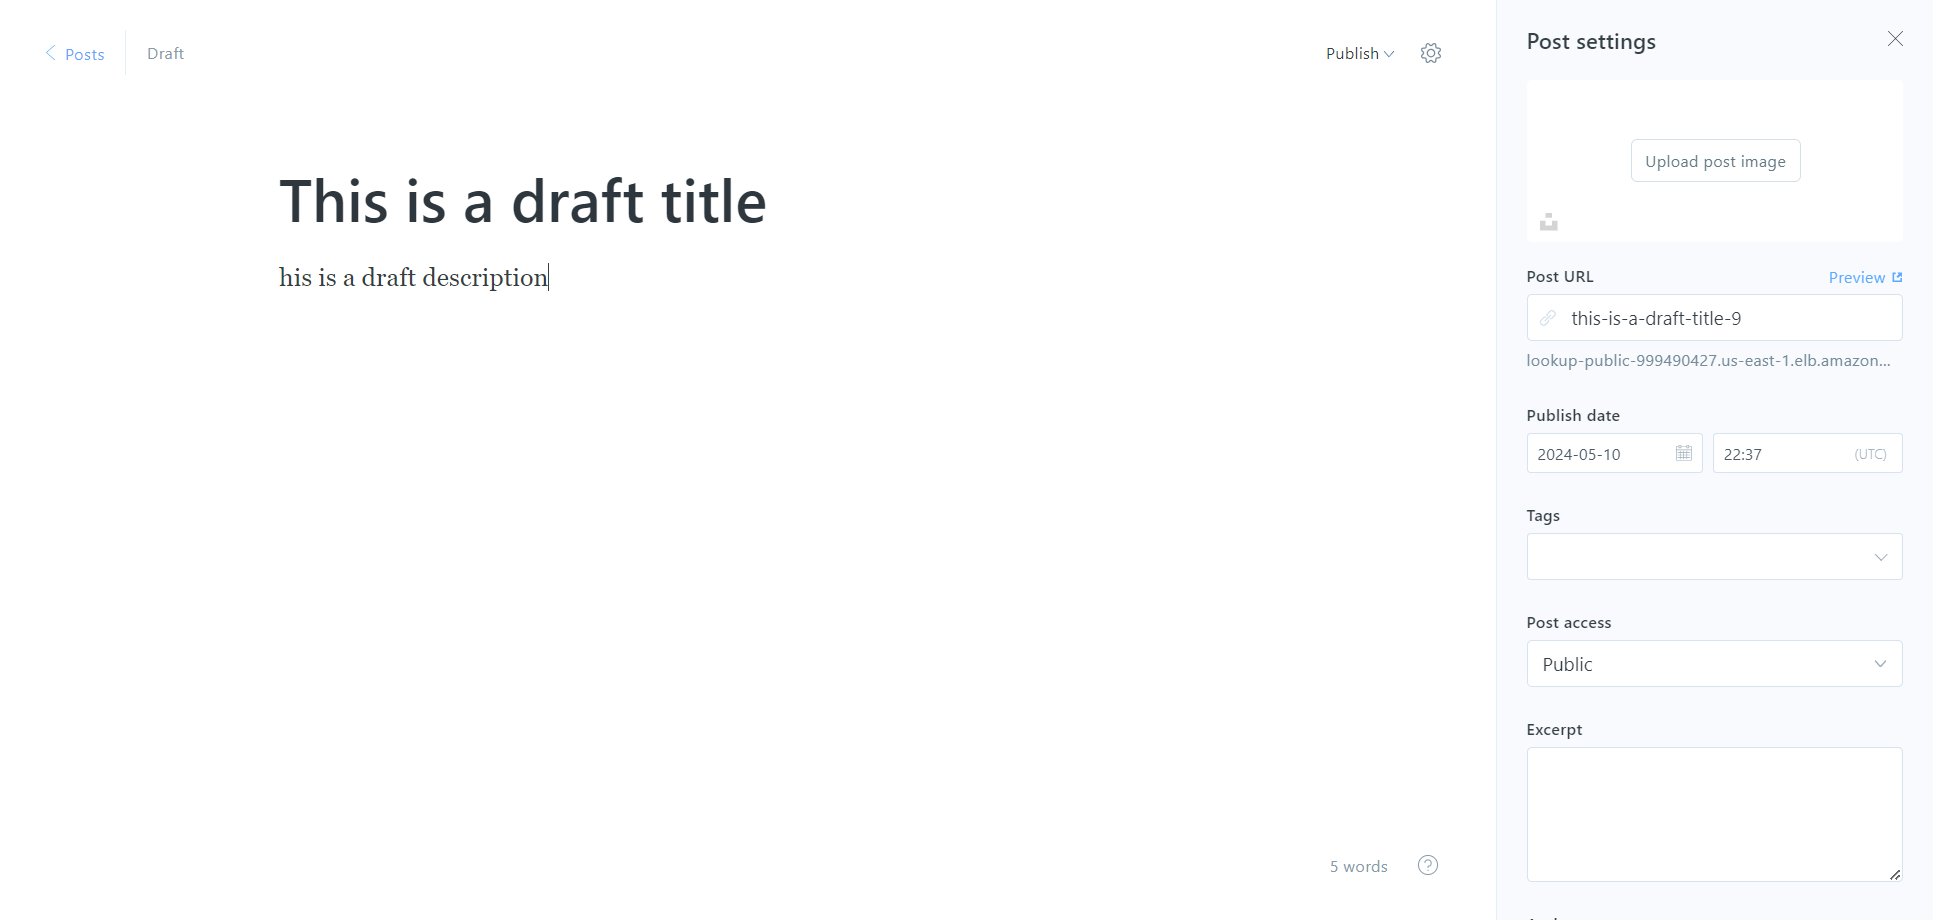 Posts
Draft
Publish
This is a draft title
his is a draft description
5 words
Post settings
Upload post image
Post URL
Preview
this-is-a-draft-title-9
lookup-public-999490427.us-east-1.elb.amazon...
Publish date
2024-05-10
22:37 (UTC)
Tags
Post access
Public
Excerpt